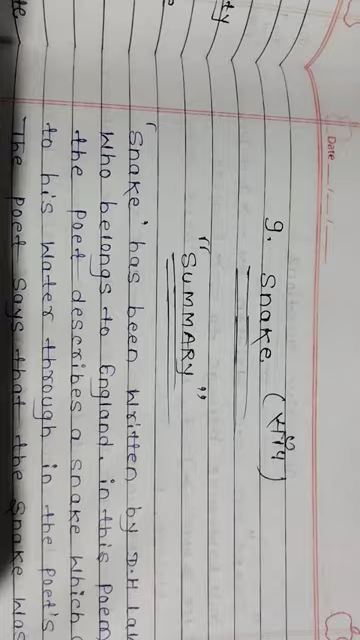 Date
9. Snake. (साँप)
"SUMMARY"
'Snake' has been written by D.H
Who belongs to England. in this Poem
the poet describes a snake which
to his water through in the poet's
The poet says that the snake was